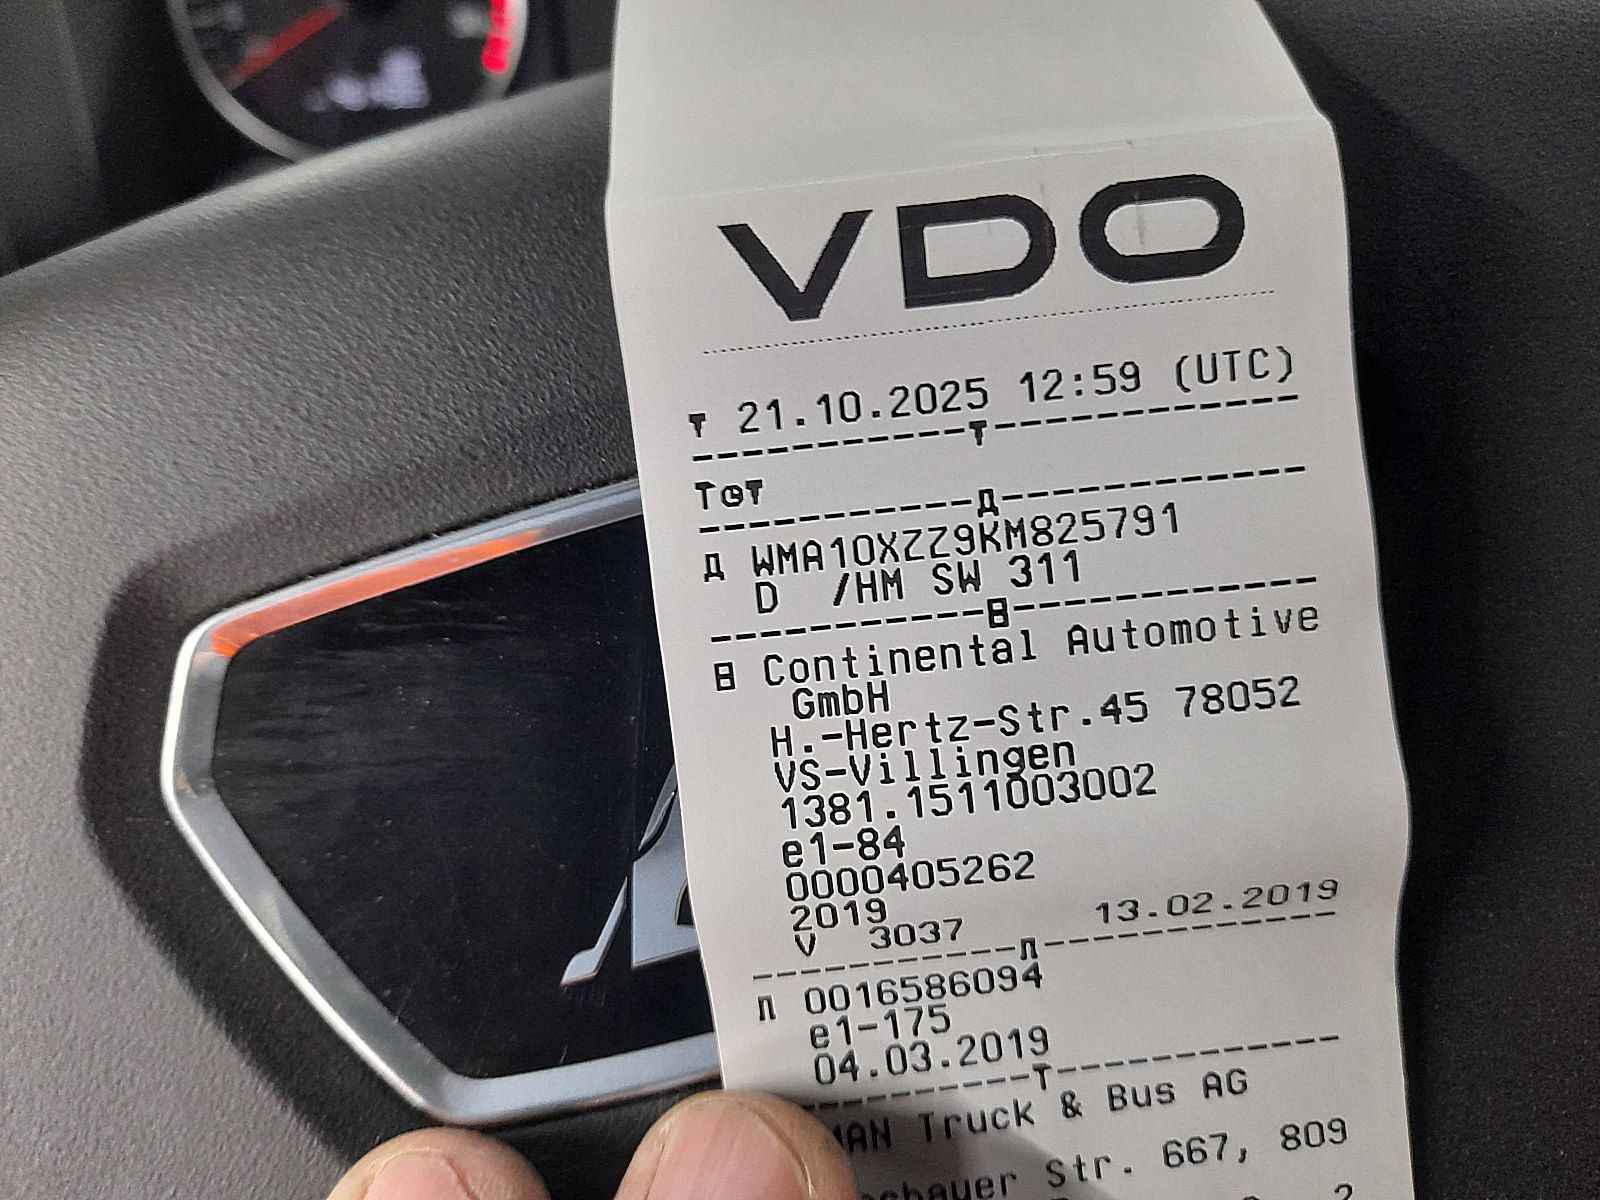 VDO
21.10.2025 12:59 (UTC)
WMA10XZZ9KM825791
D /HM SW 311
Continental Automotive
GmbH
H.-Hertz-Str.45 78052
VS-Villingen
1381.1511003002
e1-84
0000405262
2019
V 3037 13.02.2019
0016586094
e1-175
04.03.2019
MAN Truck & Bus AG
Str. 667, 809